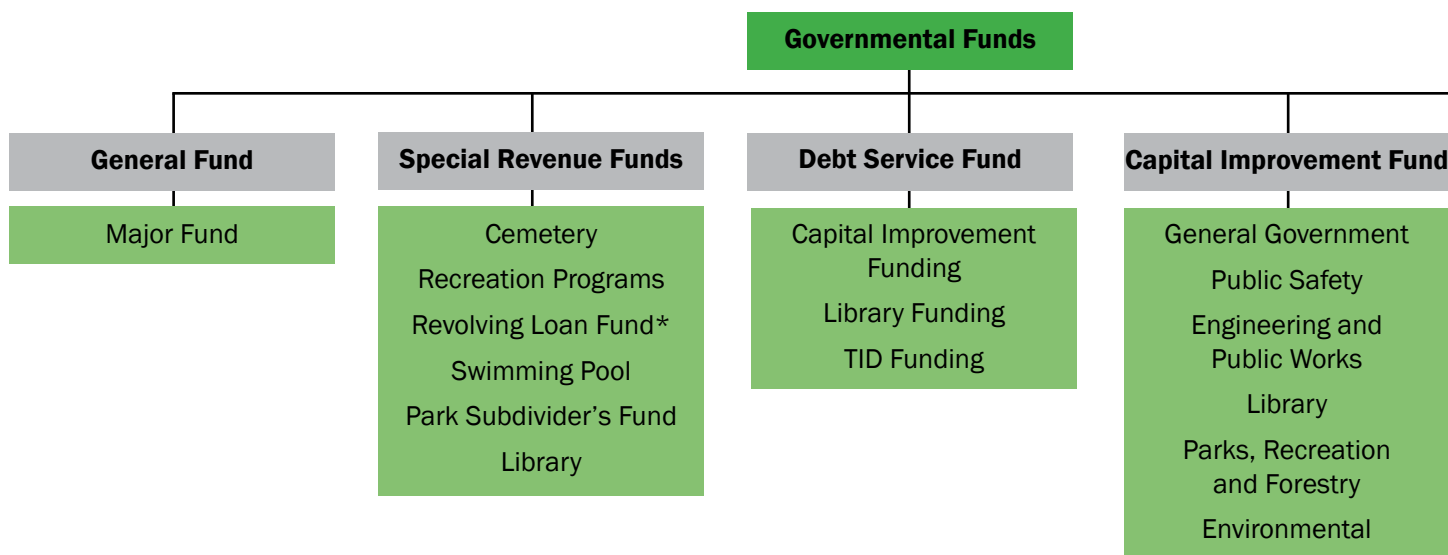 Governmental Funds
General Fund
Major Fund
Special Revenue Funds
Cemetery
Recreation Programs
Revolving Loan Fund*
Swimming Pool
Park Subdivider’s Fund
Library
Debt Service Fund
Capital Improvement
Funding
Library Funding
TID Funding
Capital Improvement Fund
General Government
Public Safety
Engineering and
Public Works
Library
Parks, Recreation
and Forestry
Environmental